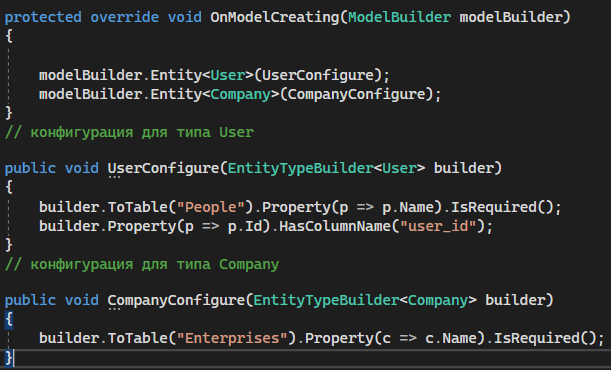 protected override void OnModelCreating(ModelBuilder modelBuilder)
{
modelBuilder.Entity<User>(UserConfigure);
modelBuilder.Entity<Company>(CompanyConfigure);
}
// конфигурация для типа User
public void UserConfigure(EntityTypeBuilder<User> builder)
{
builder.ToTable("People").Property(p => p.Name).IsRequired();
builder.Property(p => p.Id).HasColumnName("user_id");
}
// конфигурация для типа Company
public void CompanyConfigure(EntityTypeBuilder<Company> builder)
{
builder.ToTable("Enterprises").Property(c => c.Name).IsRequired();
}